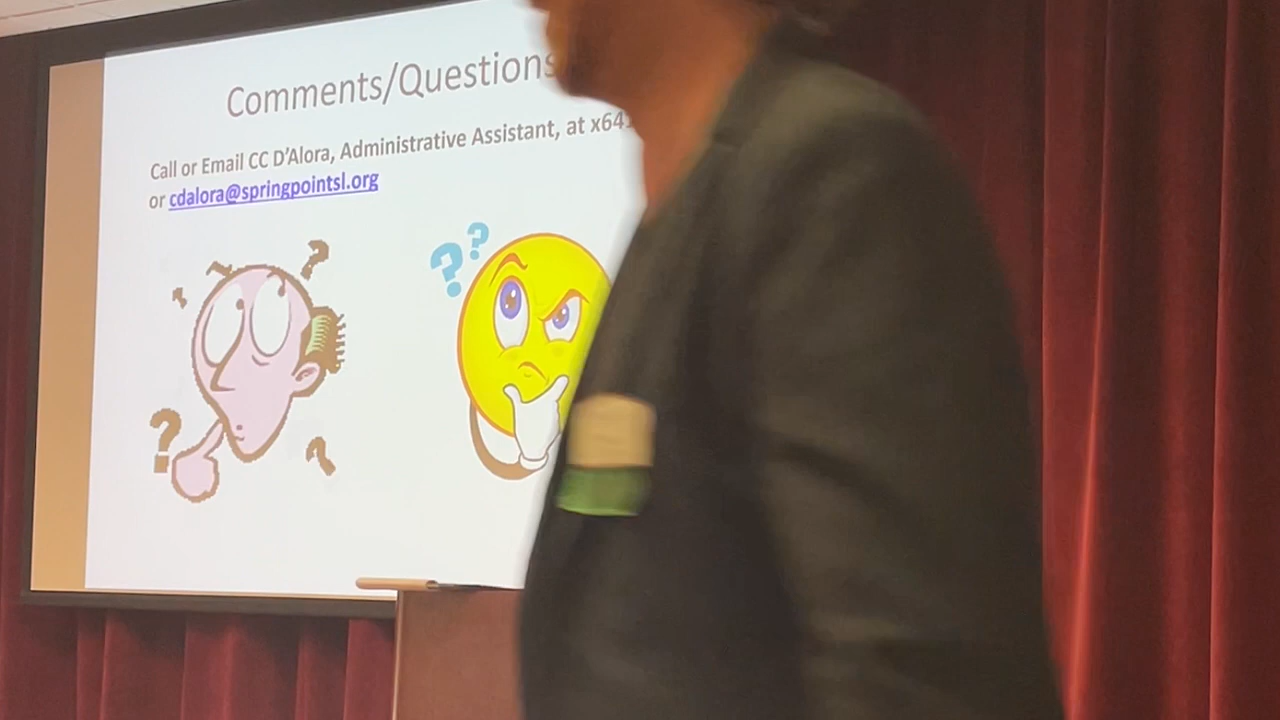 Comments/Questions
Call or Email CC D'Alora, Administrative Assistant, at
or cdalora@springpointsl.org
? ?
?
? ?
?